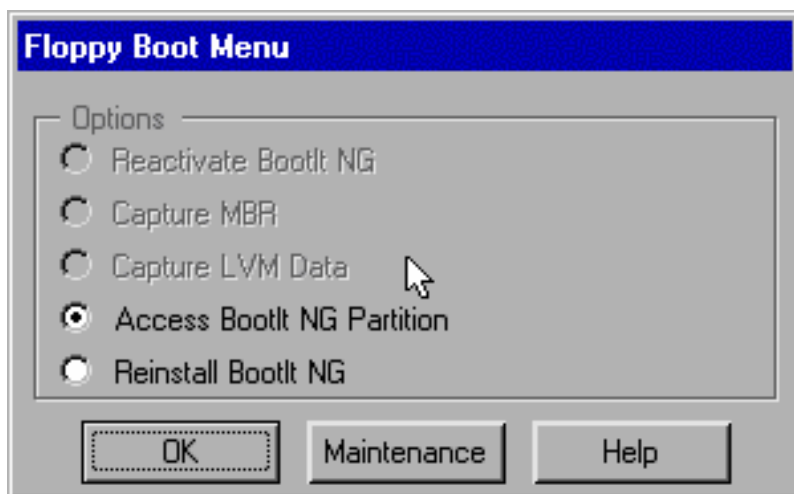 Floppy Boot Menu
Options
Reactivate BootIt NG
Capture MBR
Capture LVM Data
Access BootIt NG Partition
Reinstall BootIt NG
OK Maintenance Help